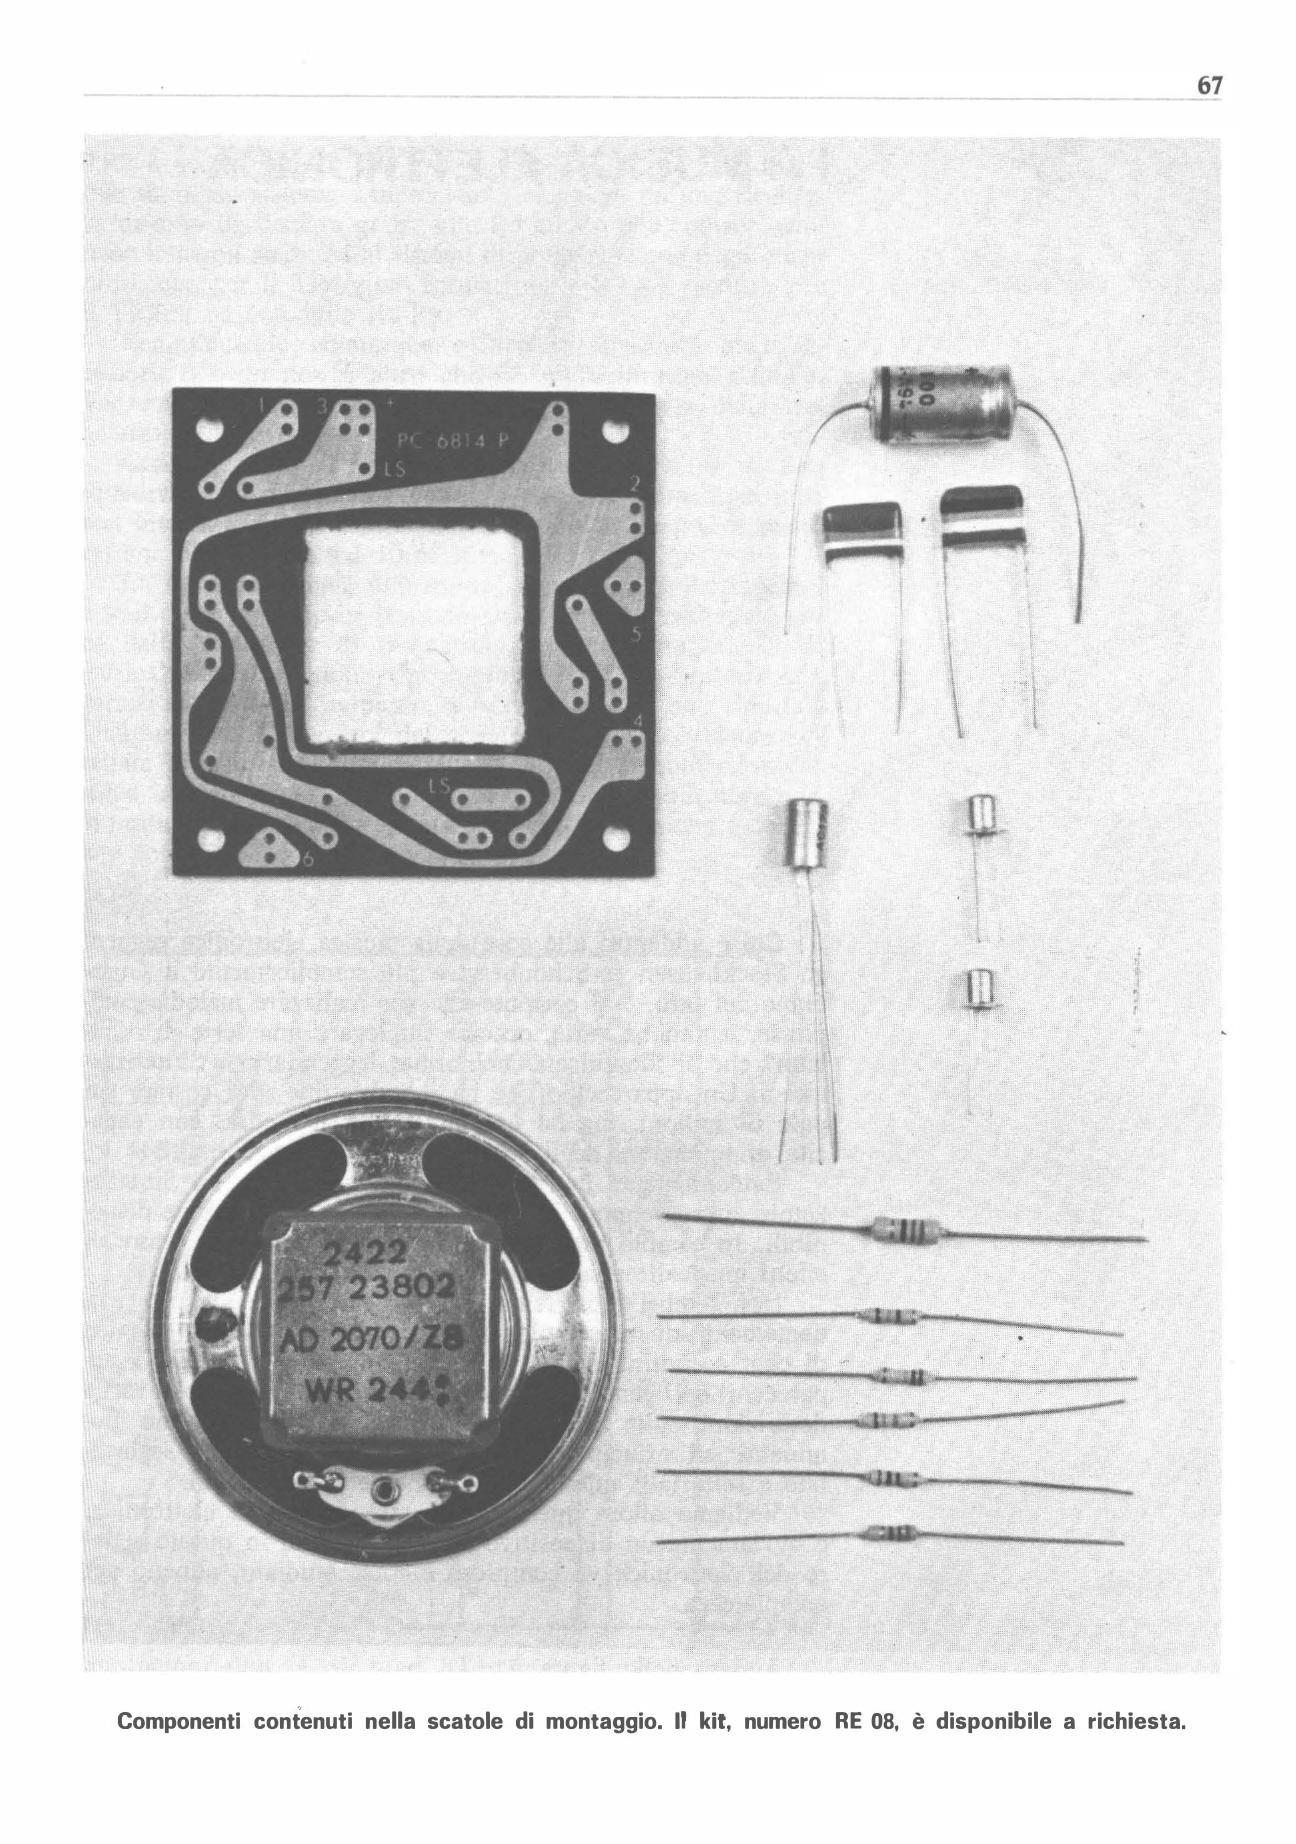 67
1 3 +
PC 6814 P
LS
2
5
4
LS
6
2422
257 23802
AD 2070/Z8
WR 244
Componenti contenuti nella scatole di montaggio. Il kit, numero RE 08, è disponibile a richiesta.